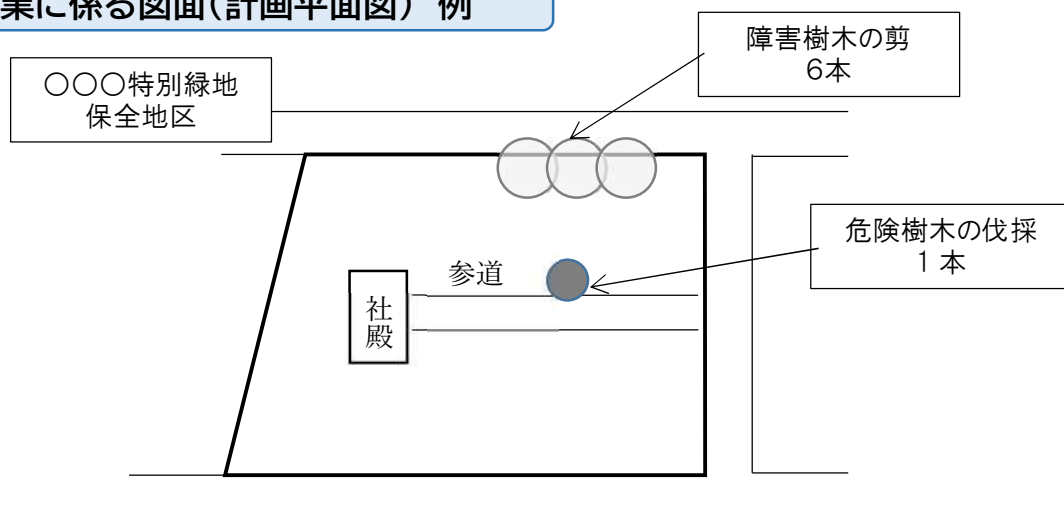 業に係る図面(計画平面図) 例
〇〇〇特別緑地
保全地区
障害樹木の剪
6本
危険樹木の伐採
1 本
参道
社
殿